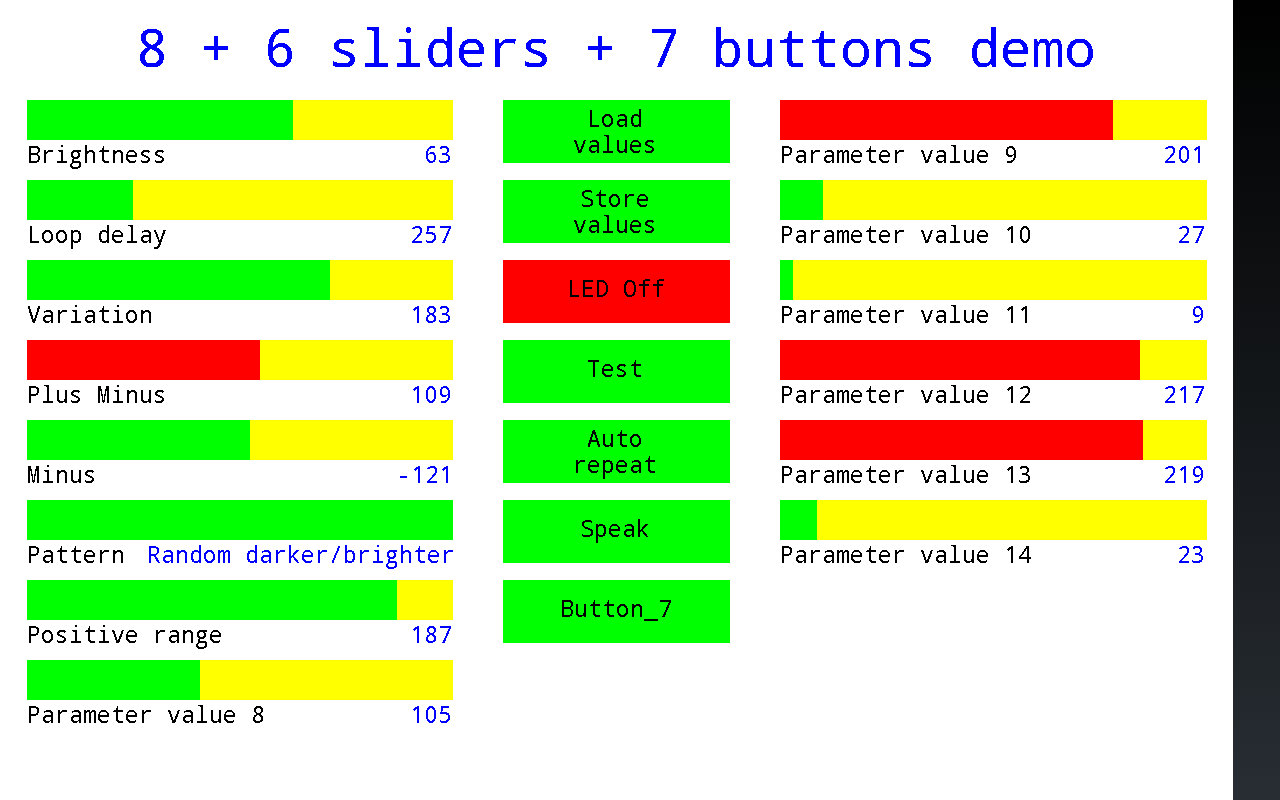 8 + 6 sliders + 7 buttons demo
Brightness 63
Loop delay 257
Variation 183
Plus Minus 109
Minus -121
Pattern Random darker/brighter
Positive range 187
Parameter value 8 105
Load
values
Store
values
LED Off
Test
Auto
repeat
Speak
Button_7
Parameter value 9 201
Parameter value 10 27
Parameter value 11 9
Parameter value 12 217
Parameter value 13 219
Parameter value 14 23